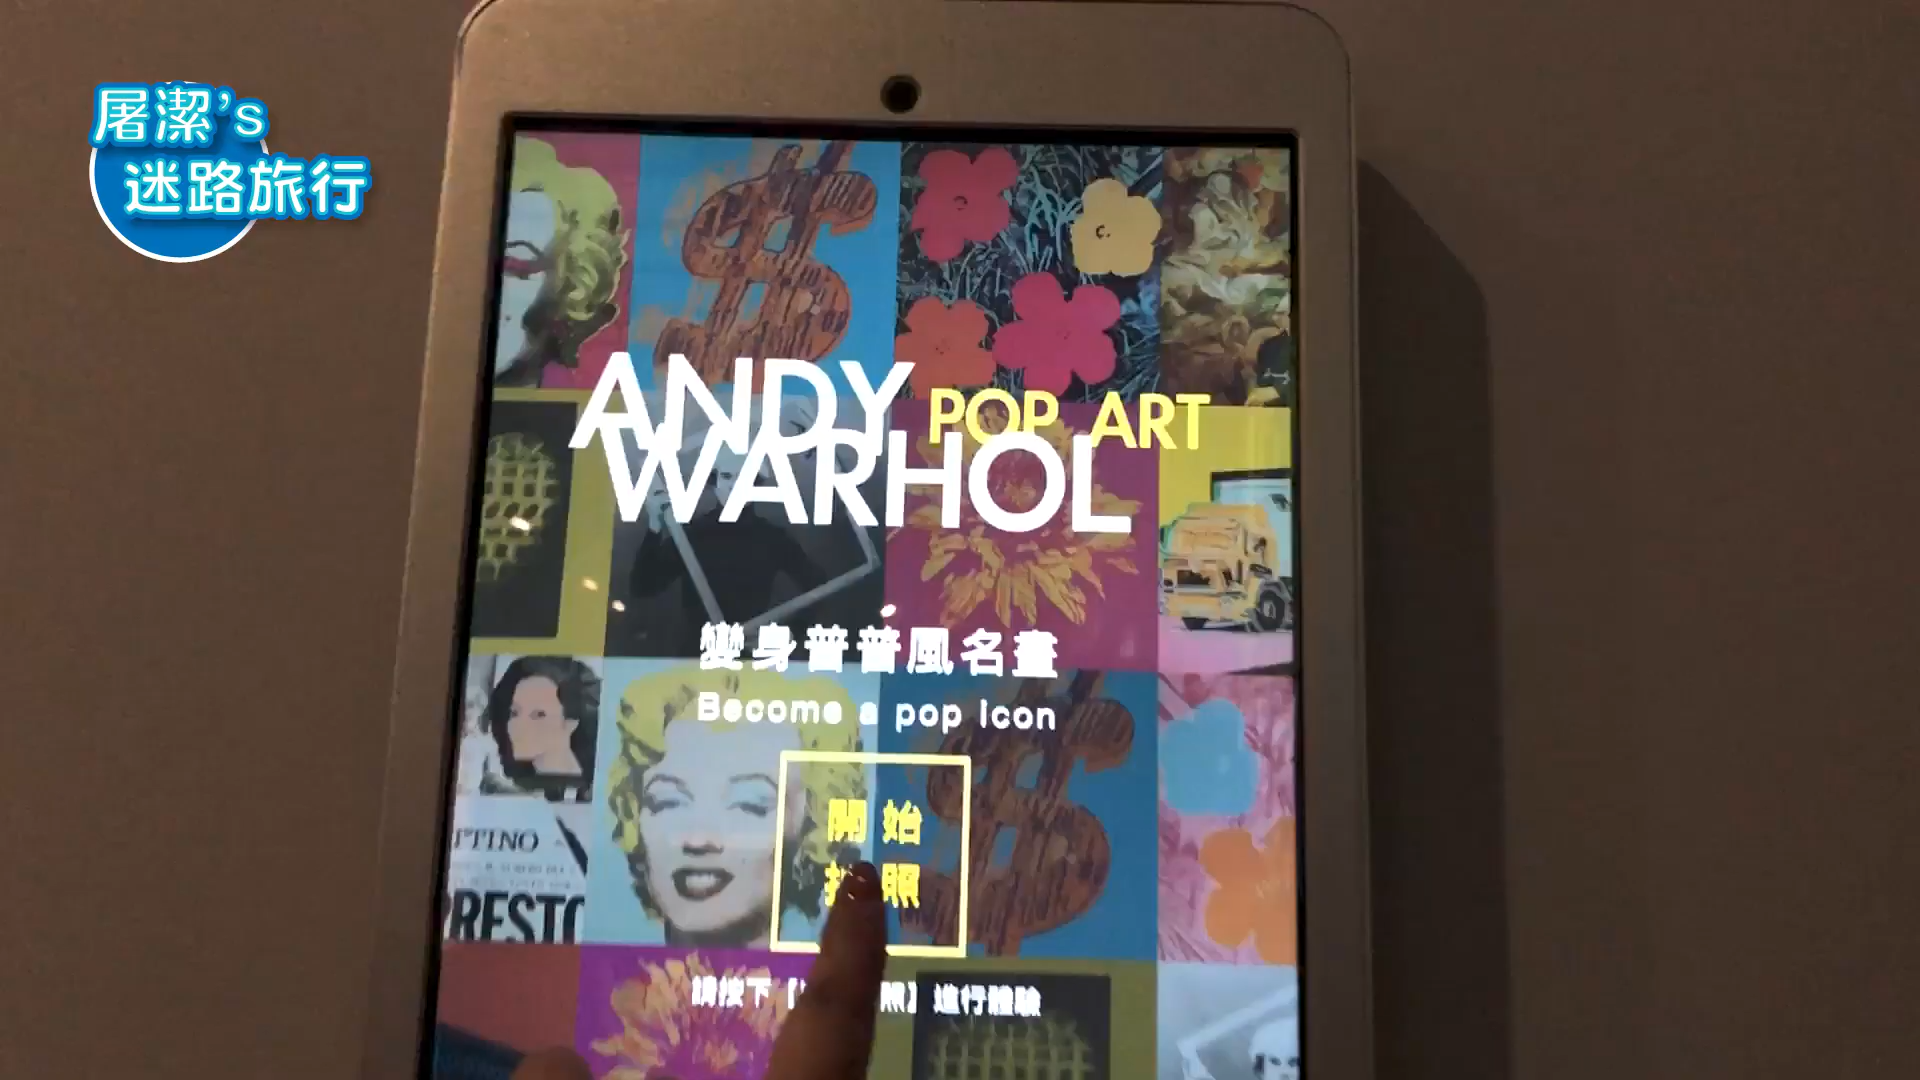 屠潔's
迷路旅行
ANDY POP ART
WARHOL
變身普普風名畫
Become a pop icon
開始
照
TTINO
RESTO
請按下【 照】進行體驗